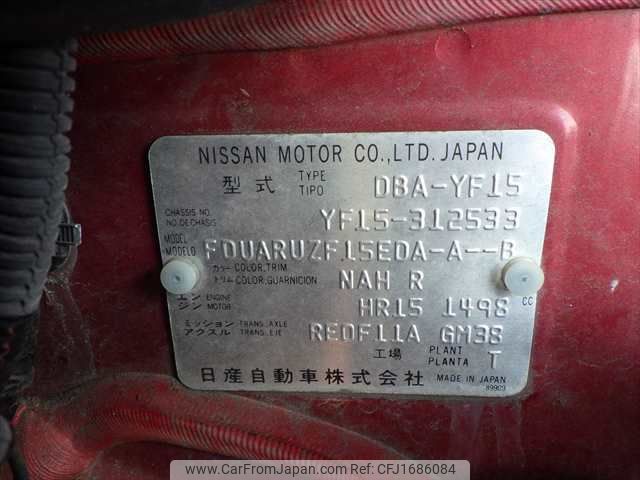 NISSAN MOTOR CO.,LTD. JAPAN
型式 TYPE TIPO DBA-YF15
CHASSIS NO. NO.DE CHASIS YF15-312533
MODEL MODELO FDUARUZF15EDA-A--B
カラー トリム COLOR,TRIM COLOR,GUARNICION NAH R
エンジン ENGINE MOTOR HR15 1498 CC
ミッション アクスル TRANS.,AXLE TRANS.,EJE RE0F11A GM38
工場 PLANT PLANTA T
日産自動車株式会社 MADE IN JAPAN
www.CarFromJapan.com - ID:CFJ1686084